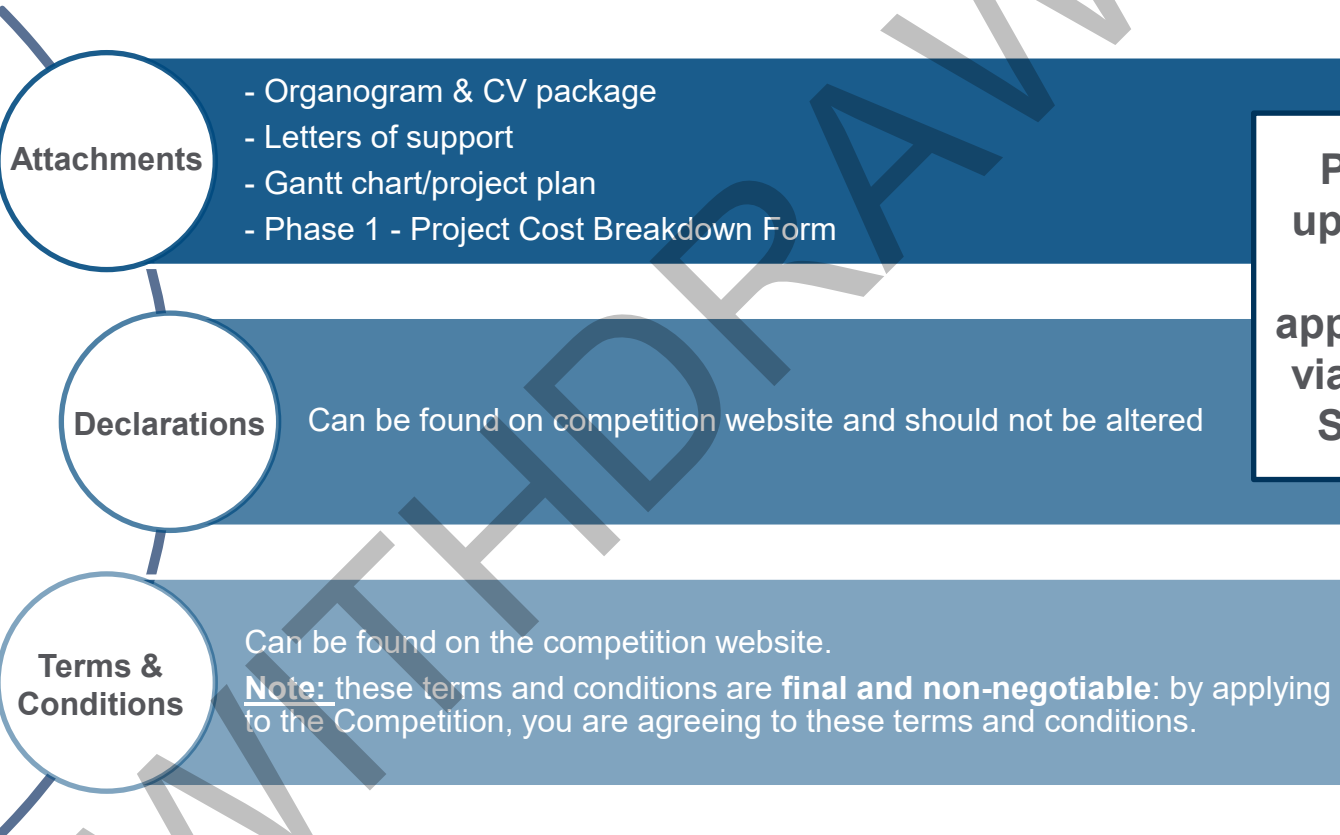 Attachments
- Organogram & CV package
- Letters of support
- Gantt chart/project plan
- Phase 1 - Project Cost Breakdown Form
Declarations
Can be found on competition website and should not be altered
Terms &
Conditions
Can be found on the competition website.
Note: these terms and conditions are final and non-negotiable: by applying
to the Competition, you are agreeing to these terms and conditions.